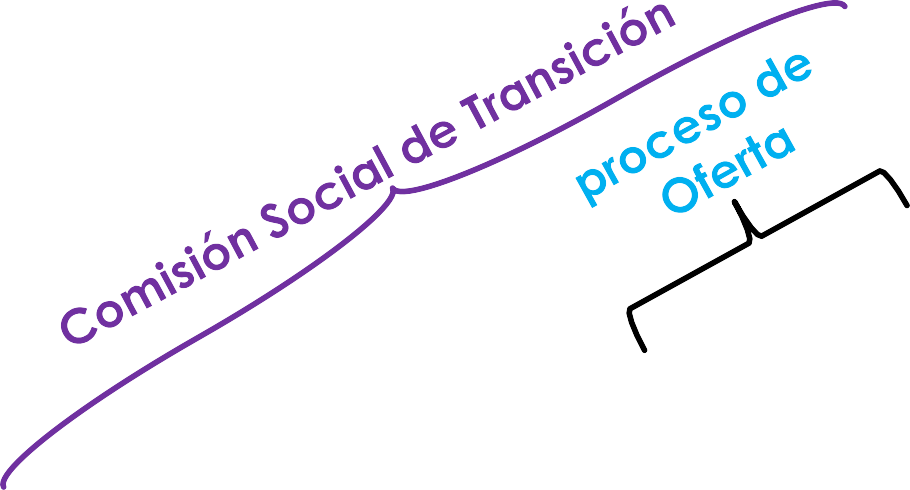 Comisión Social de Transición
proceso de
Oferta